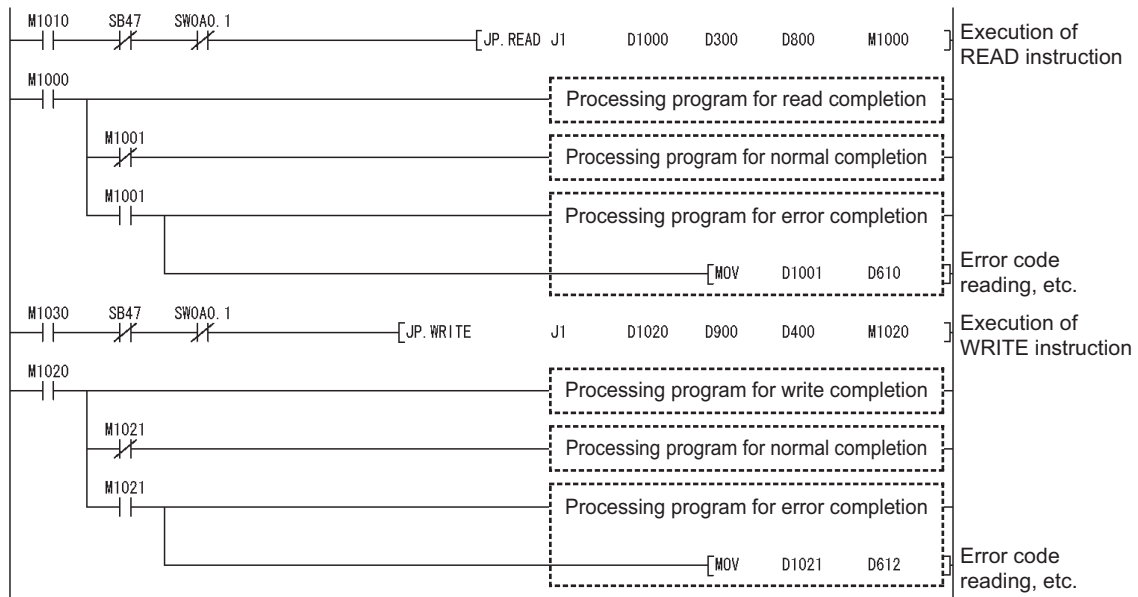 M1010 SB47 SW0A0.1
JP.READ J1 D1000 D300 D800 M1000
Execution of
READ instruction
M1000
Processing program for read completion
M1001
Processing program for normal completion
M1001
Processing program for error completion
MOV D1001 D610
Error code
reading, etc.
M1030 SB47 SW0A0.1
JP.WRITE J1 D1020 D900 D400 M1020
Execution of
WRITE instruction
M1020
Processing program for write completion
M1021
Processing program for normal completion
M1021
Processing program for error completion
MOV D1021 D612
Error code
reading, etc.